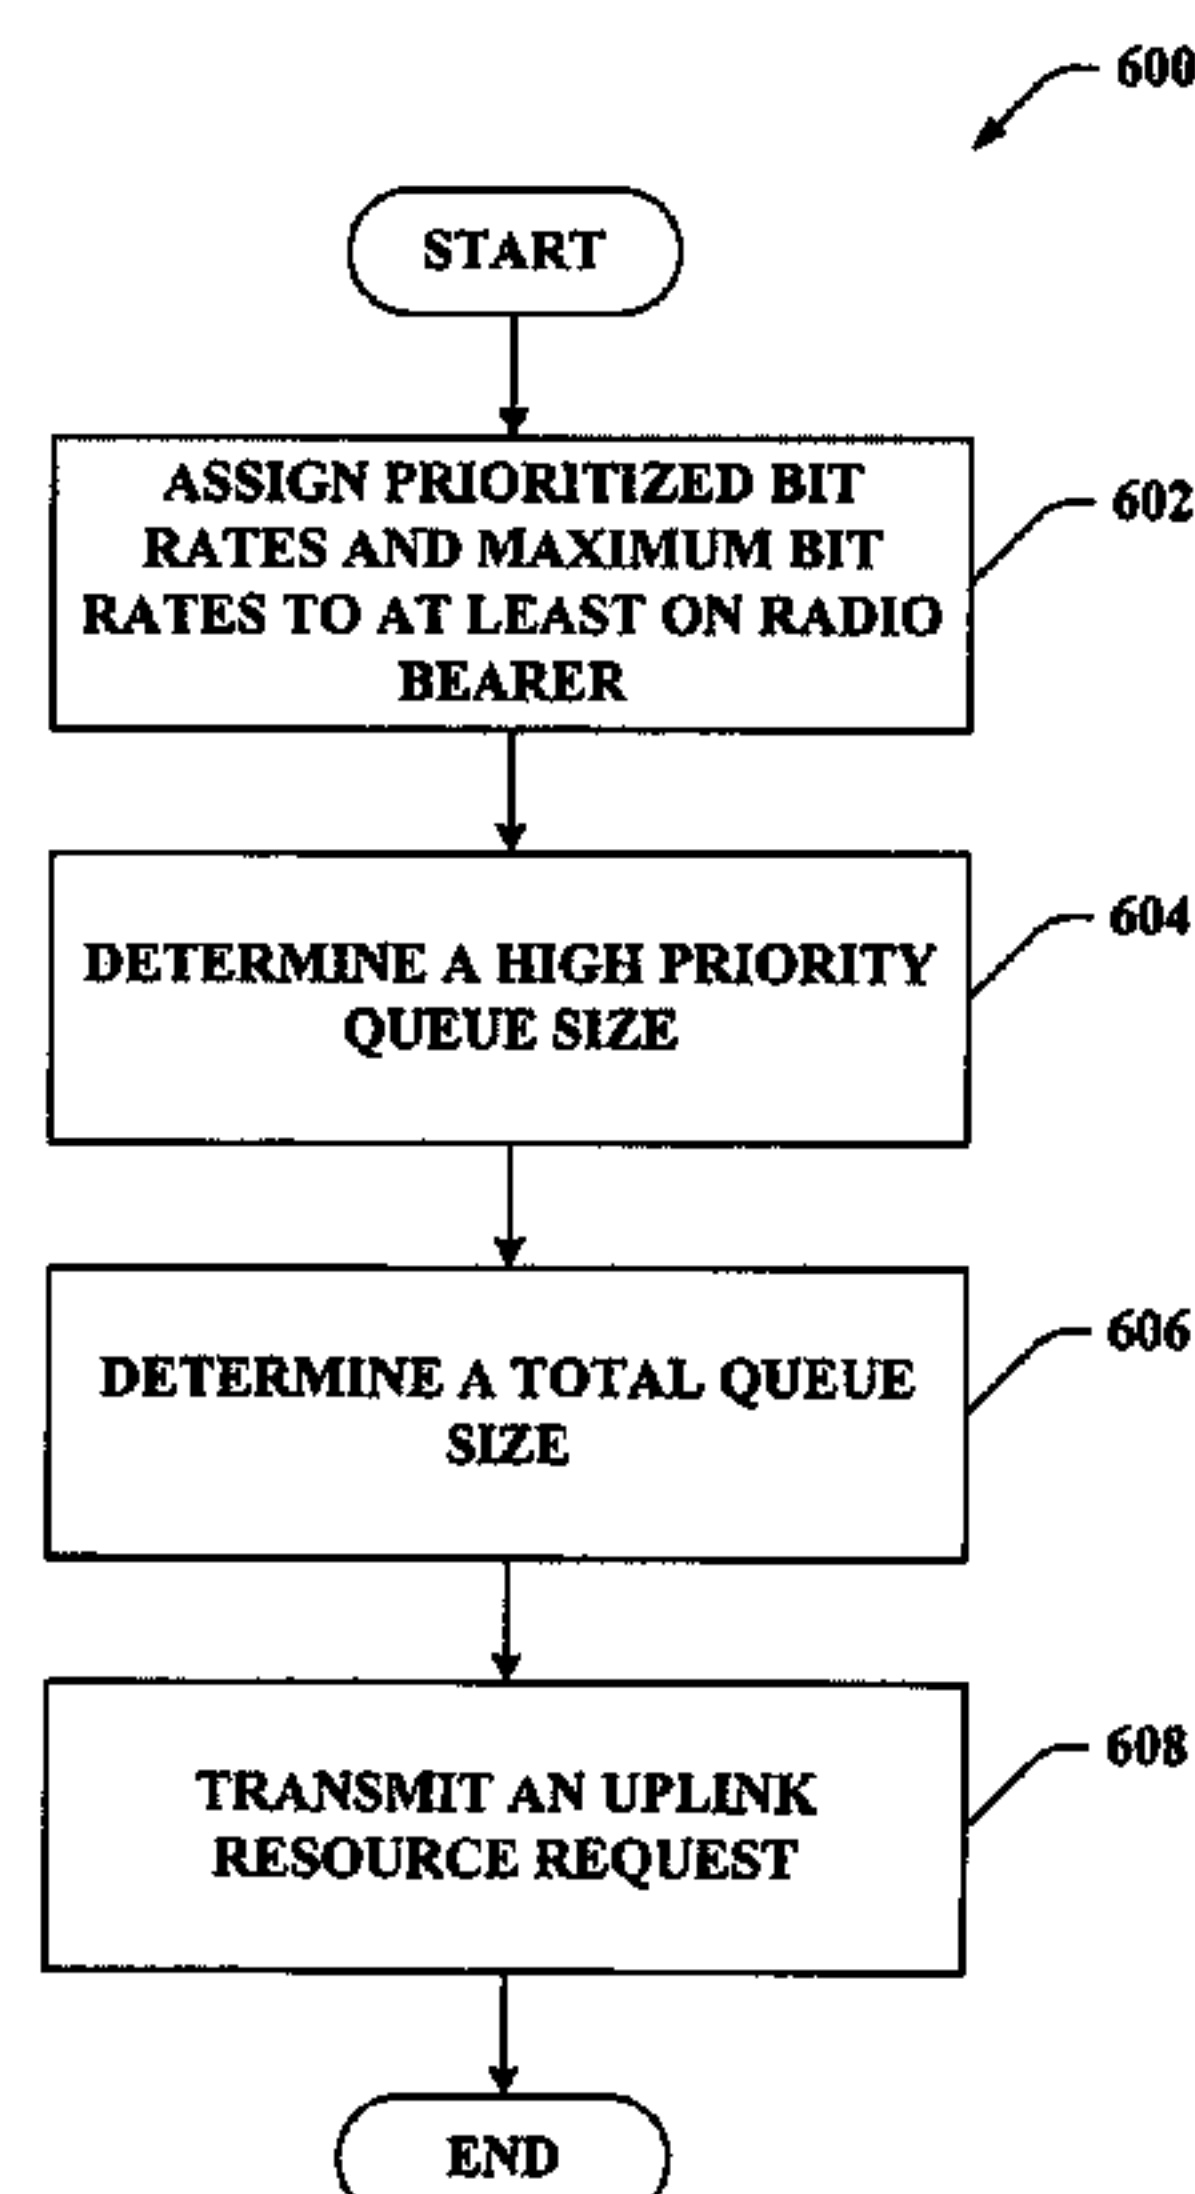 600
START
ASSIGN PRIORITIZED BIT
RATES AND MAXIMUM BIT
RATES TO AT LEAST ON RADIO
BEARER
602
DETERMINE A HIGH PRIORITY
QUEUE SIZE
604
DETERMINE A TOTAL QUEUE
SIZE
606
TRANSMIT AN UPLINK
RESOURCE REQUEST
608
END